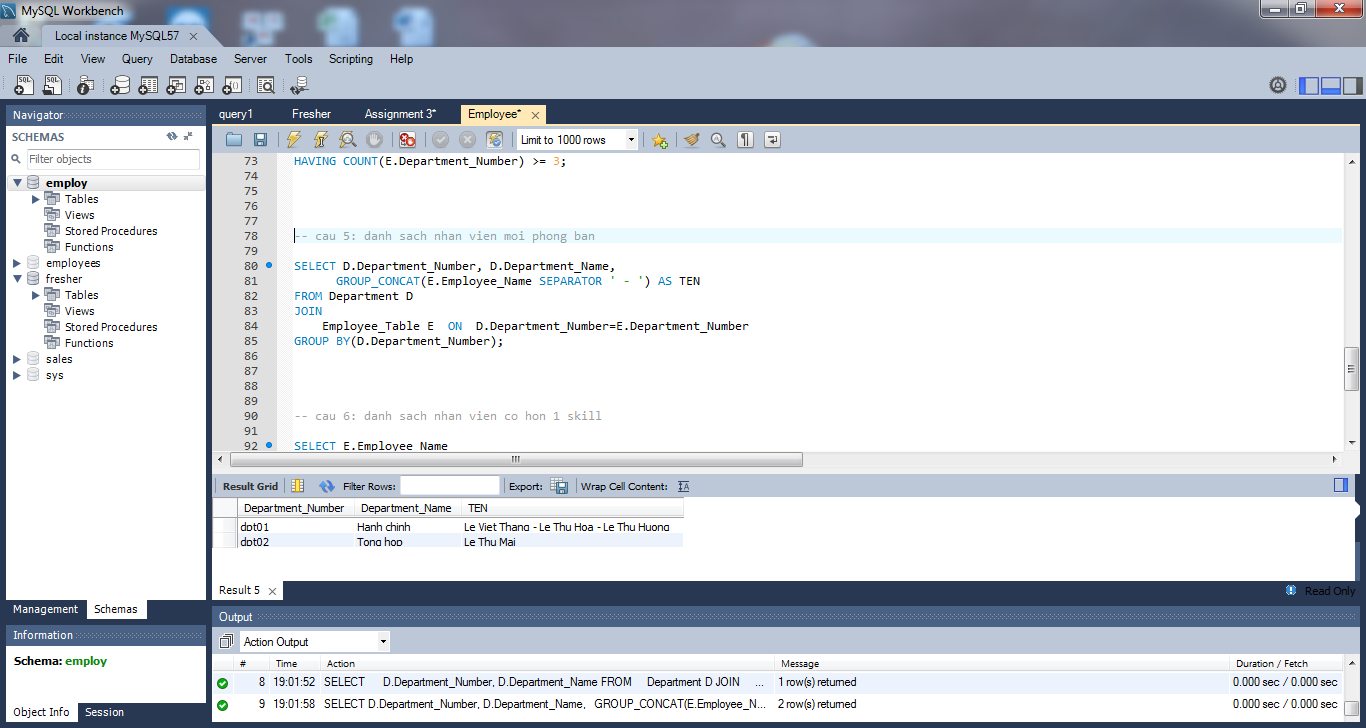 MySQL Workbench
Local instance MySQL57
File Edit View Query Database Server Tools Scripting Help
Navigator
SCHEMAS
Filter objects
employ
Tables
Views
Stored Procedures
Functions
employees
fresher
Tables
Views
Stored Procedures
Functions
sales
sys
Management Schemas
Information
Schema: employ
Object Info Session
query1 Fresher Assignment 3* Employee*
Limit to 1000 rows
73 HAVING COUNT(E.Department_Number) >= 3;
74
75
76
77
78 -- cau 5: danh sach nhan vien moi phong ban
79
80 SELECT D.Department_Number, D.Department_Name,
81 GROUP_CONCAT(E.Employee_Name SEPARATOR ' - ') AS TEN
82 FROM Department D
83 JOIN
84 Employee_Table E ON D.Department_Number=E.Department_Number
85 GROUP BY(D.Department_Number);
86
87
88
89
90 -- cau 6: danh sach nhan vien co hon 1 skill
91
92 SELECT E.Employee_Name
Result Grid Filter Rows: Export: Wrap Cell Content:
Department_Number Department_Name TEN
dpt01 Hanh chinh Le Viet Thang - Le Thu Hoa - Le Thu Huong
dpt02 Tong hop Le Thu Mai
Result 5
Read Only
Output
Action Output
# Time Action Message Duration / Fetch
8 19:01:52 SELECT D.Department_Number, D.Department_Name FROM Department D JOIN ... 1 row(s) returned 0.000 sec / 0.000 sec
9 19:01:58 SELECT D.Department_Number, D.Department_Name, GROUP_CONCAT(E.Employee_N... 2 row(s) returned 0.000 sec / 0.000 sec